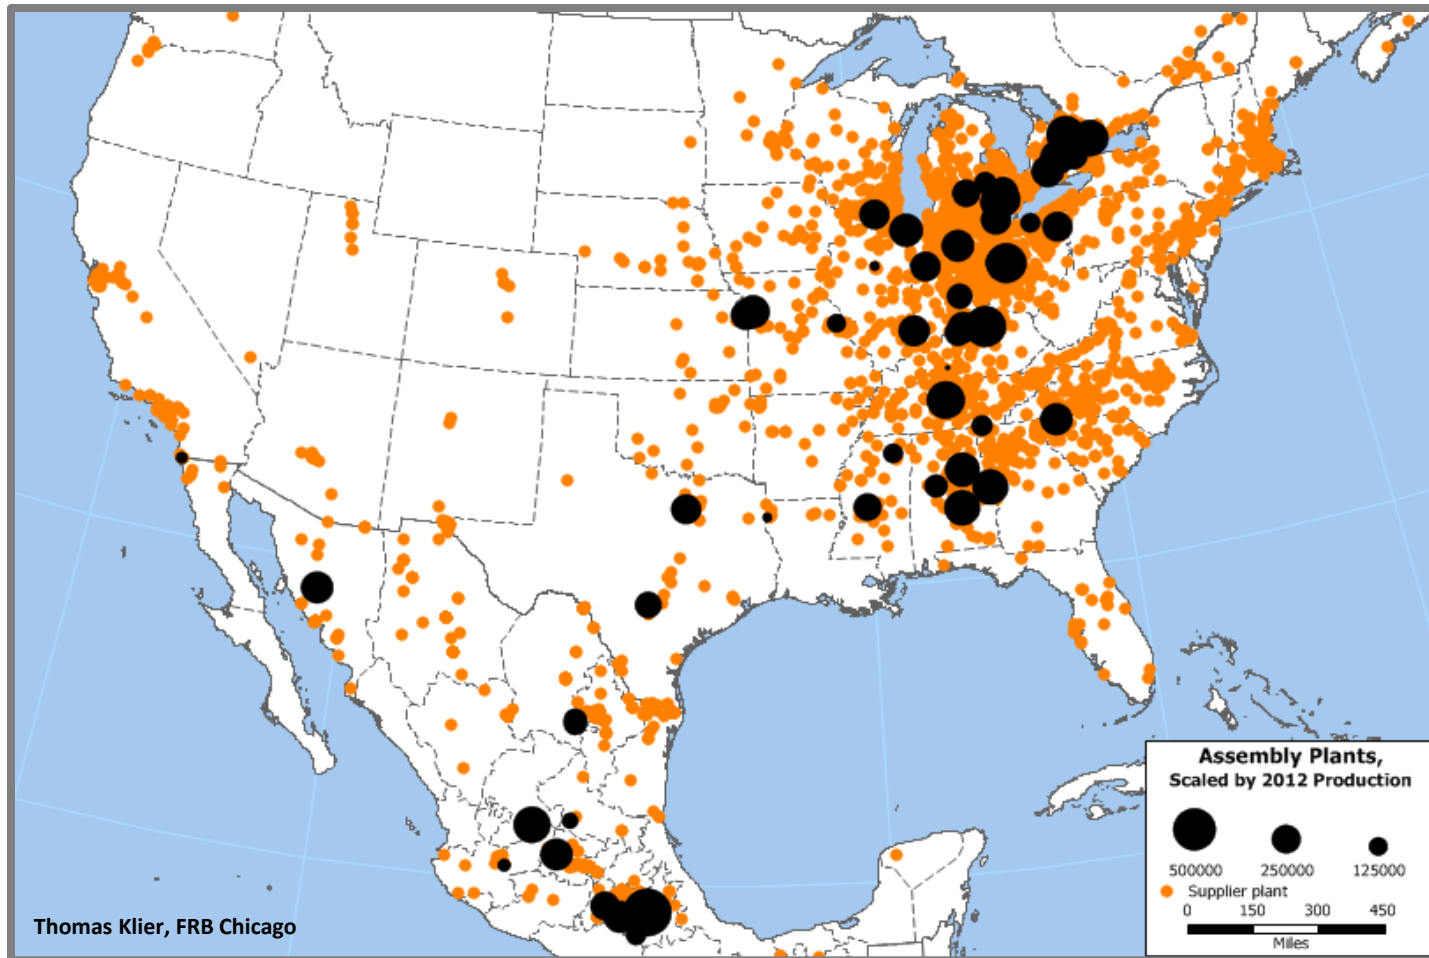 Assembly Plants,
Scaled by 2012 Production
500000 250000 125000
Supplier plant
0 150 300 450
Miles
Thomas Klier, FRB Chicago